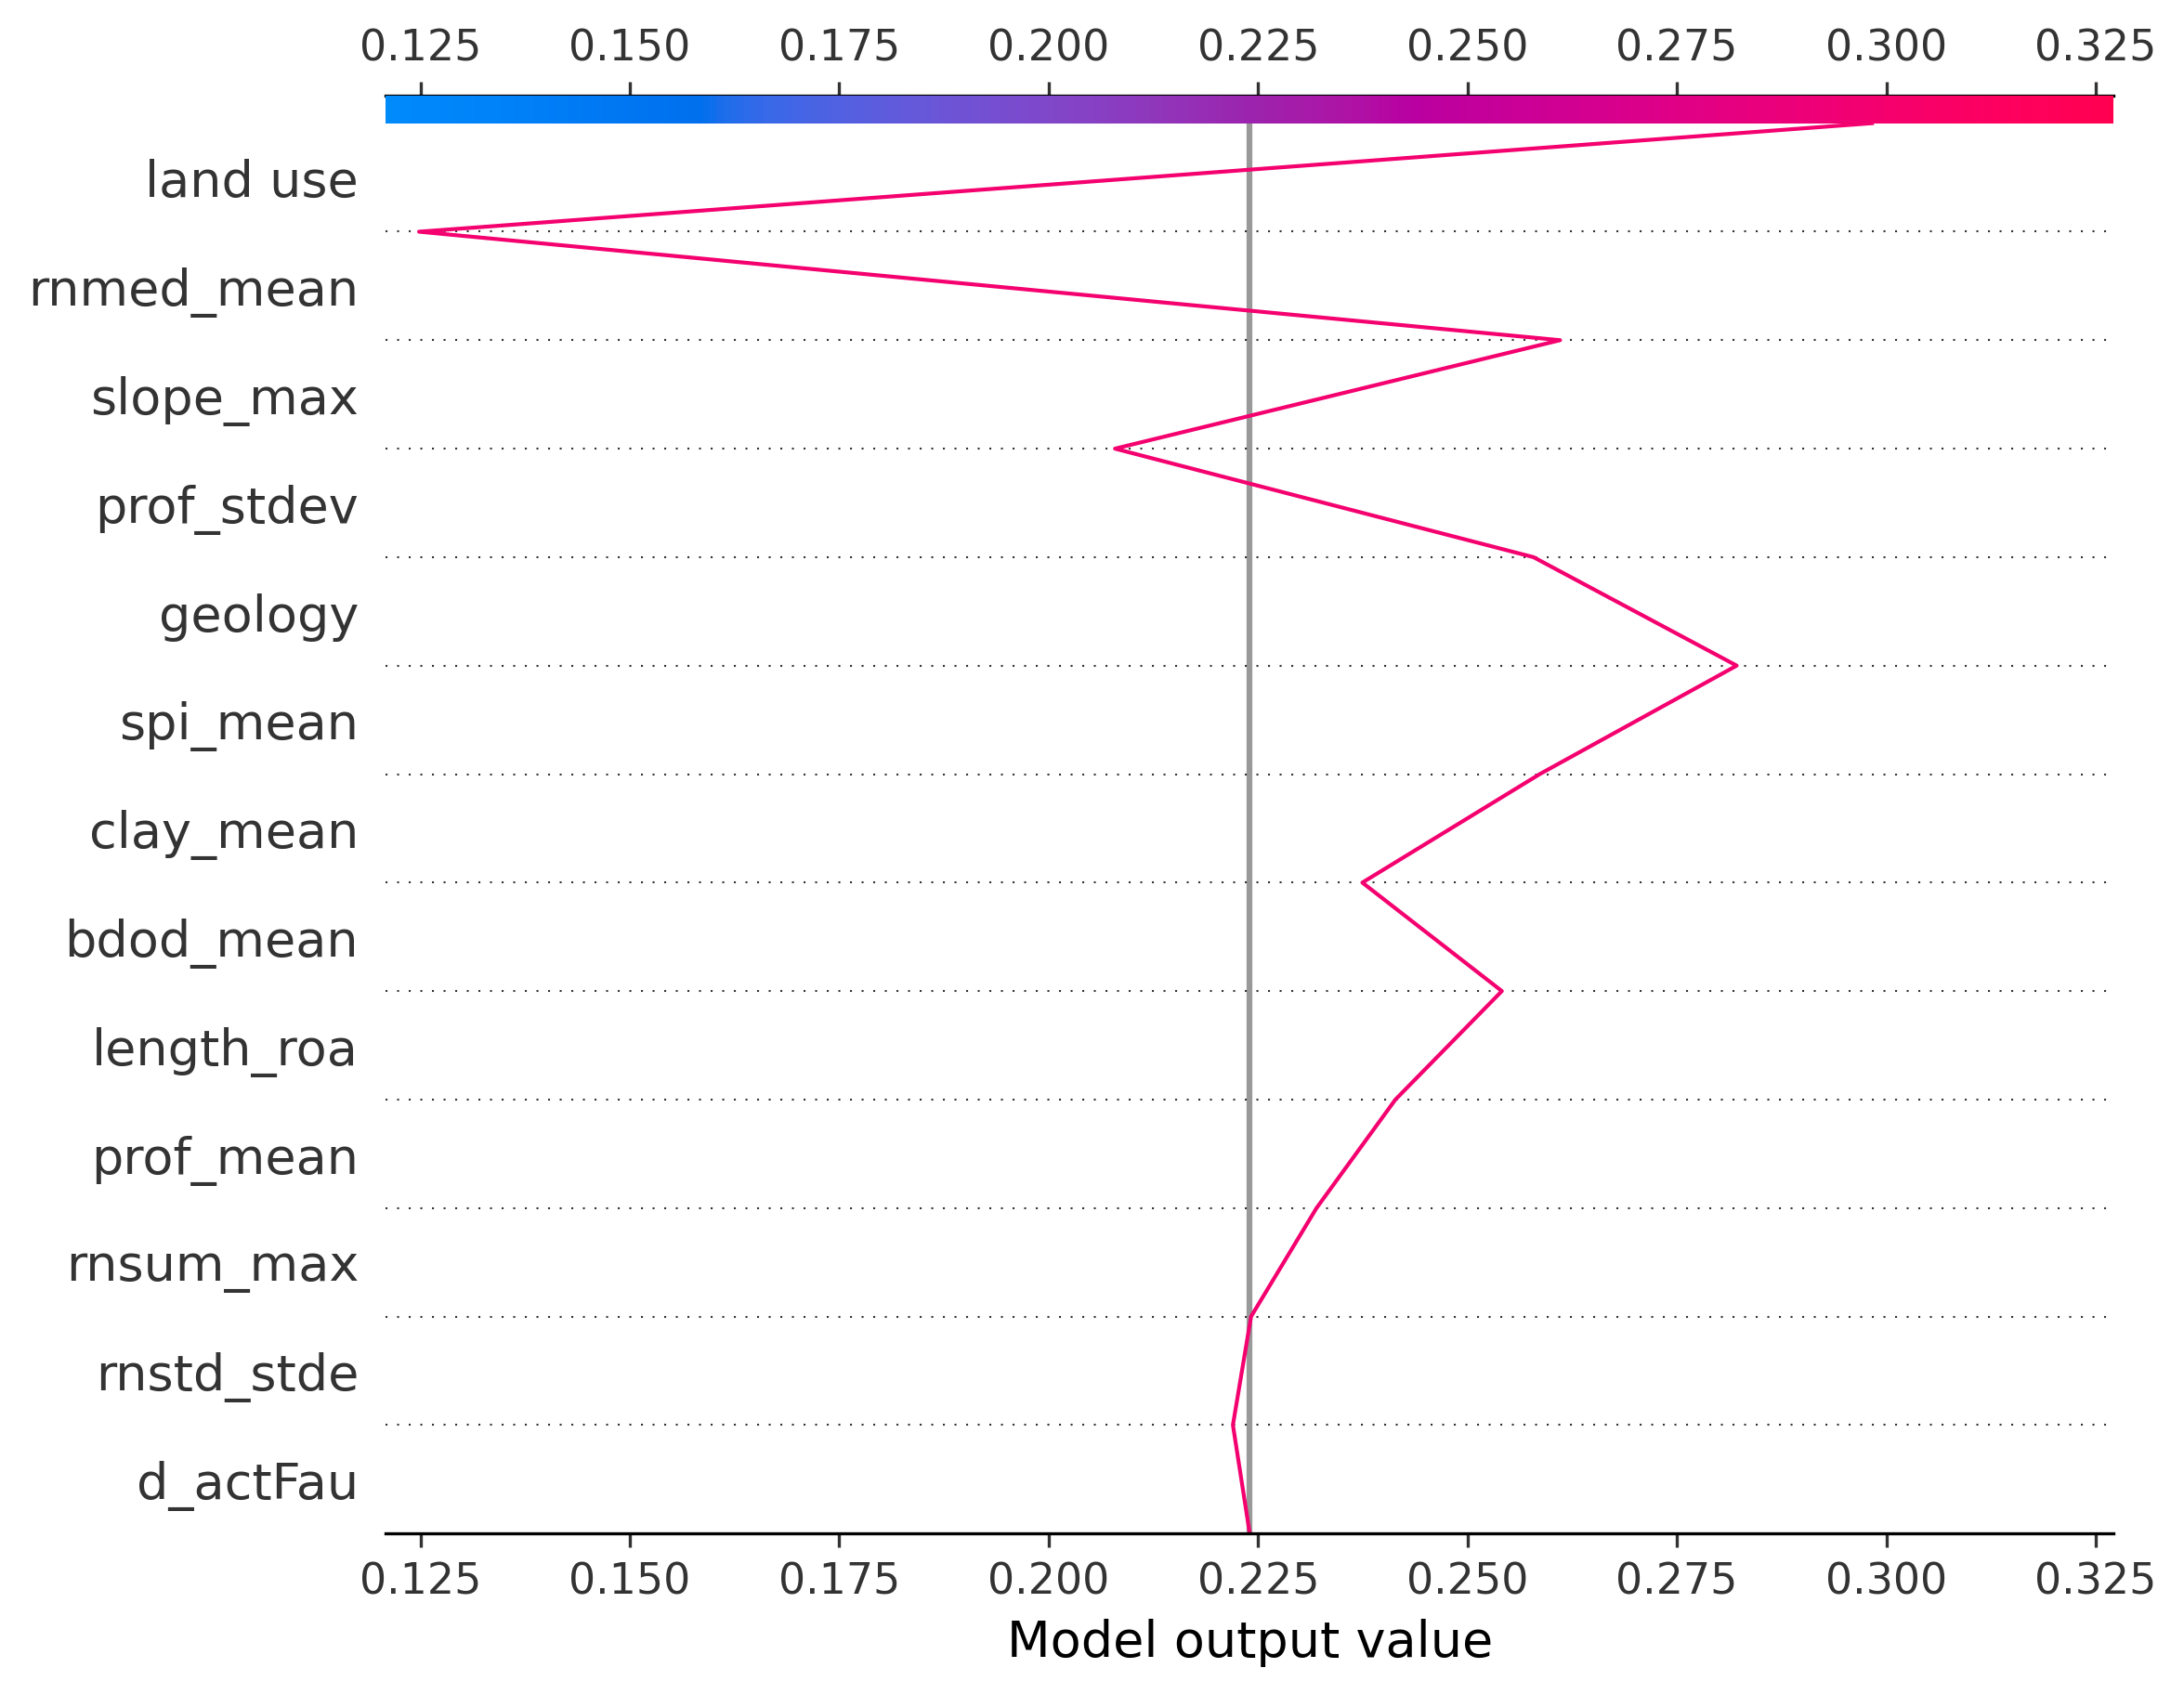 0.125 0.150 0.175 0.200 0.225 0.250 0.275 0.300 0.325
land use
rnmed_mean
slope_max
prof_stdev
geology
spi_mean
clay_mean
bdod_mean
length_roa
prof_mean
rnsum_max
rnstd_stde
d_actFau
0.125 0.150 0.175 0.200 0.225 0.250 0.275 0.300 0.325
Model output value